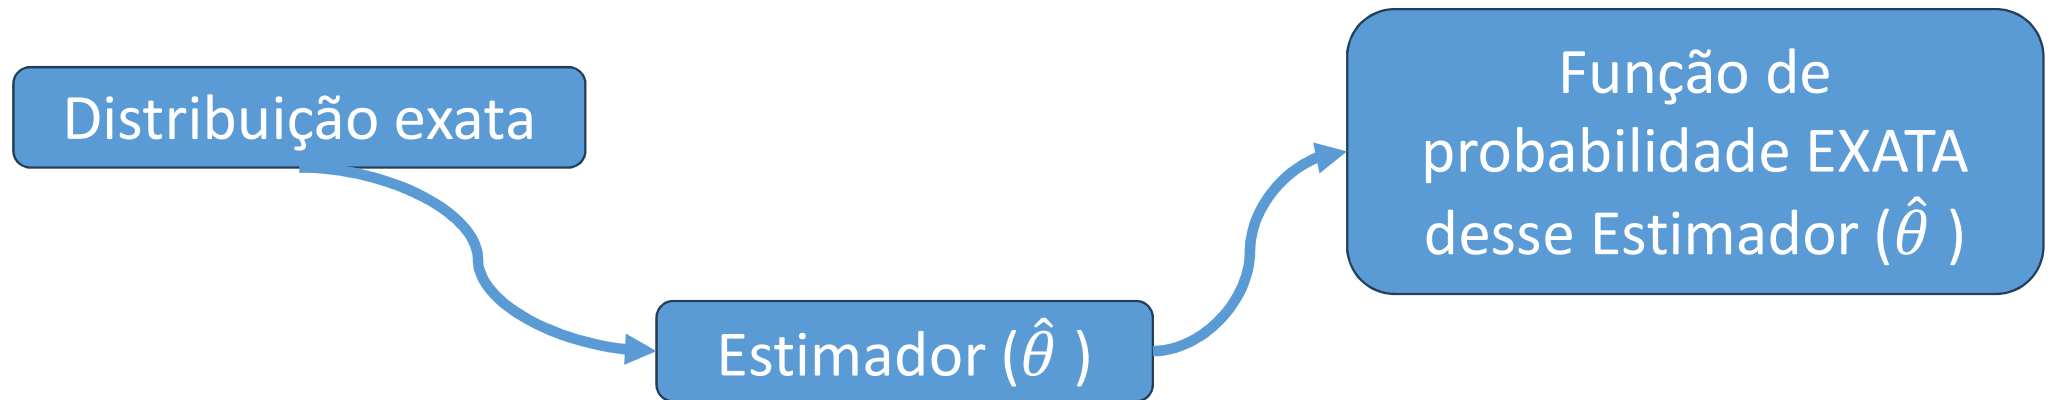 Distribuição exata
Estimador (θ̂ )
Função de
probabilidade EXATA
desse Estimador (θ̂ )